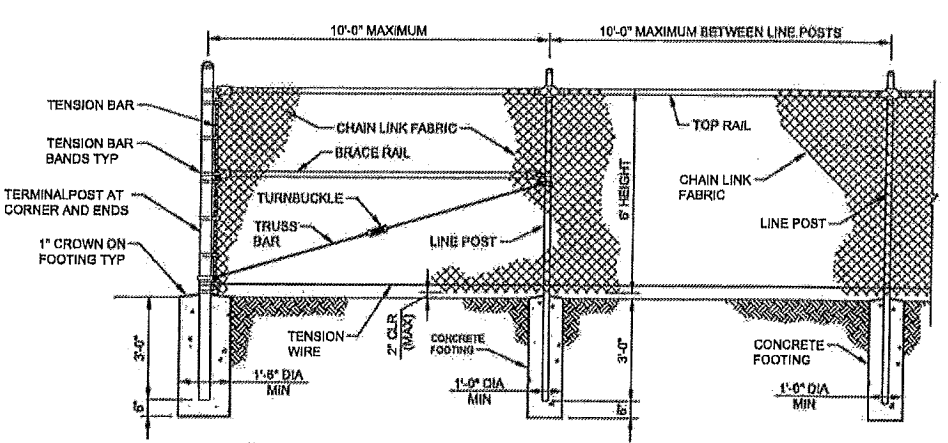 10'-0" MAXIMUM
10'-0" MAXIMUM BETWEEN LINE POSTS
TENSION BAR
TENSION BAR
BANDS TYP
TERMINALPOST AT
CORNER AND ENDS
1" CROWN ON
FOOTING TYP
CHAIN LINK FABRIC
BRACE RAIL
TURNBUCKLE
TRUSS
BAR
LINE POST
6' HEIGHT
TOP RAIL
CHAIN LINK
FABRIC
LINE POST
TENSION
WIRE
2" CLR
(MAX)
CONCRETE
FOOTING
CONCRETE
FOOTING
3'-0"
6"
1'-6" DIA
MIN
1'-0" DIA
MIN
3'-0"
6"
1'-0" DIA
MIN